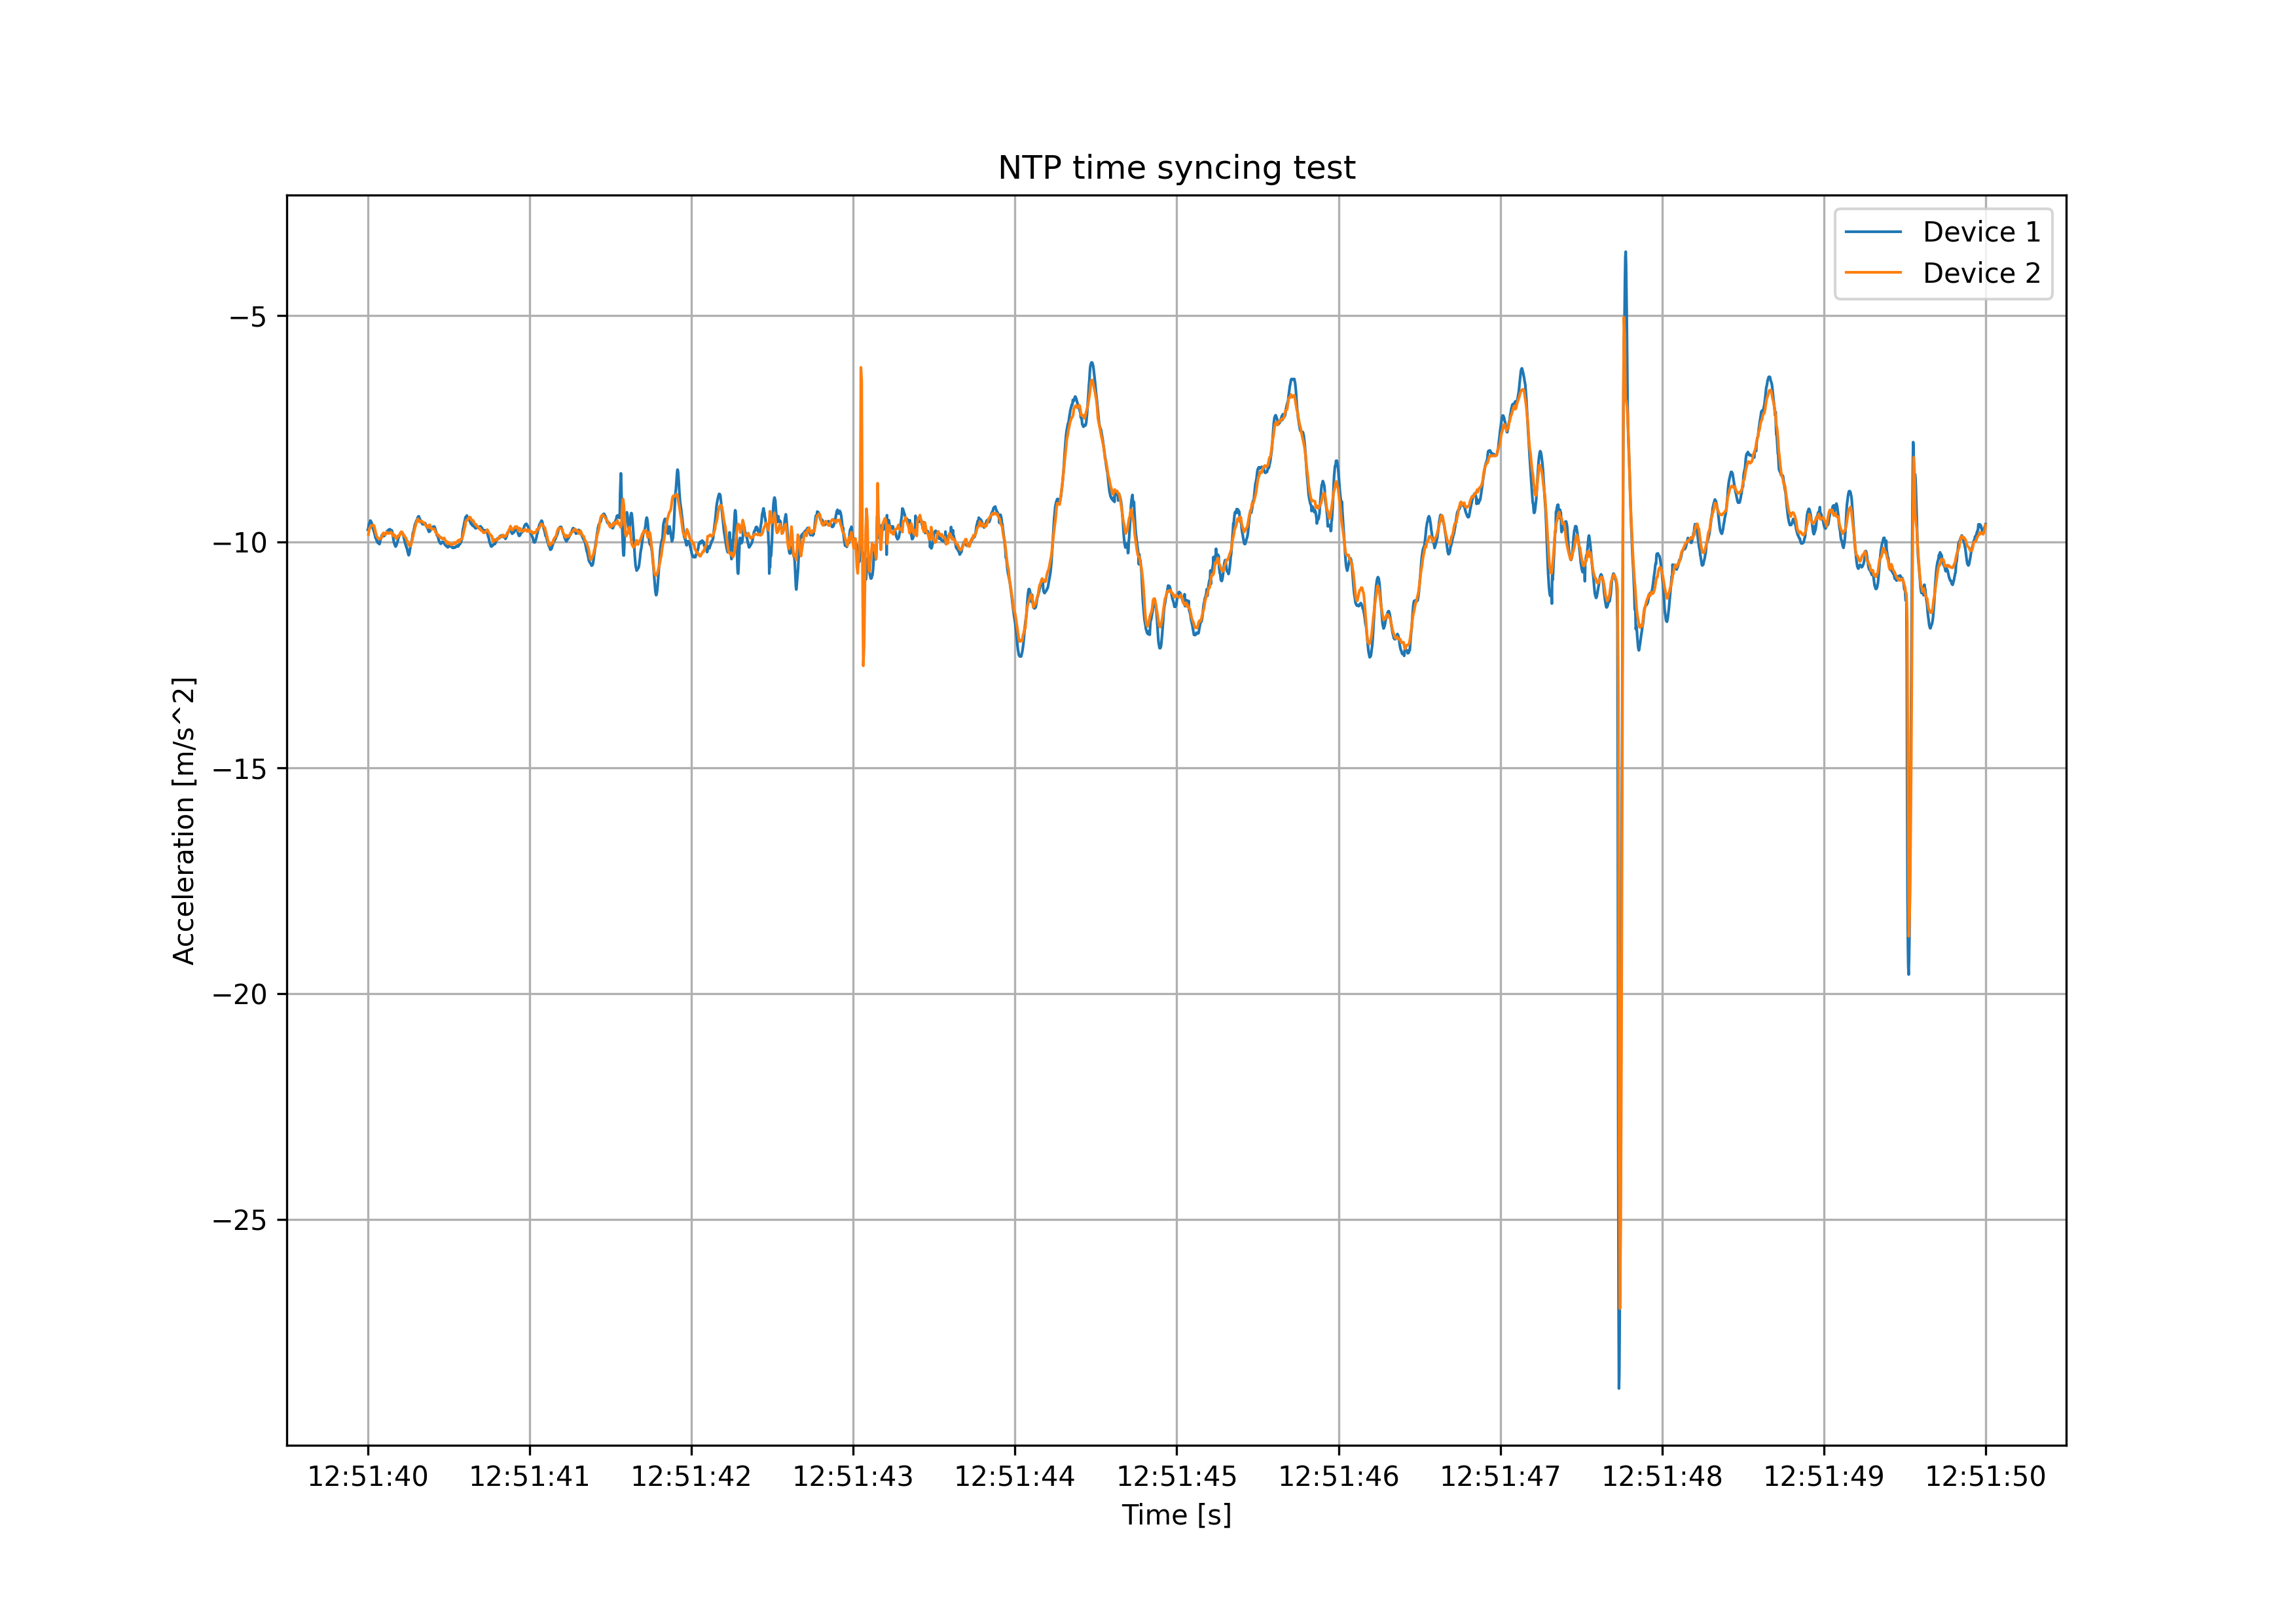 NTP time syncing test
Device 1
Device 2
−5
−10
−15
−20
−25
Acceleration [m/s^2]
12:51:40 12:51:41 12:51:42 12:51:43 12:51:44 12:51:45 12:51:46 12:51:47 12:51:48 12:51:49 12:51:50
Time [s]